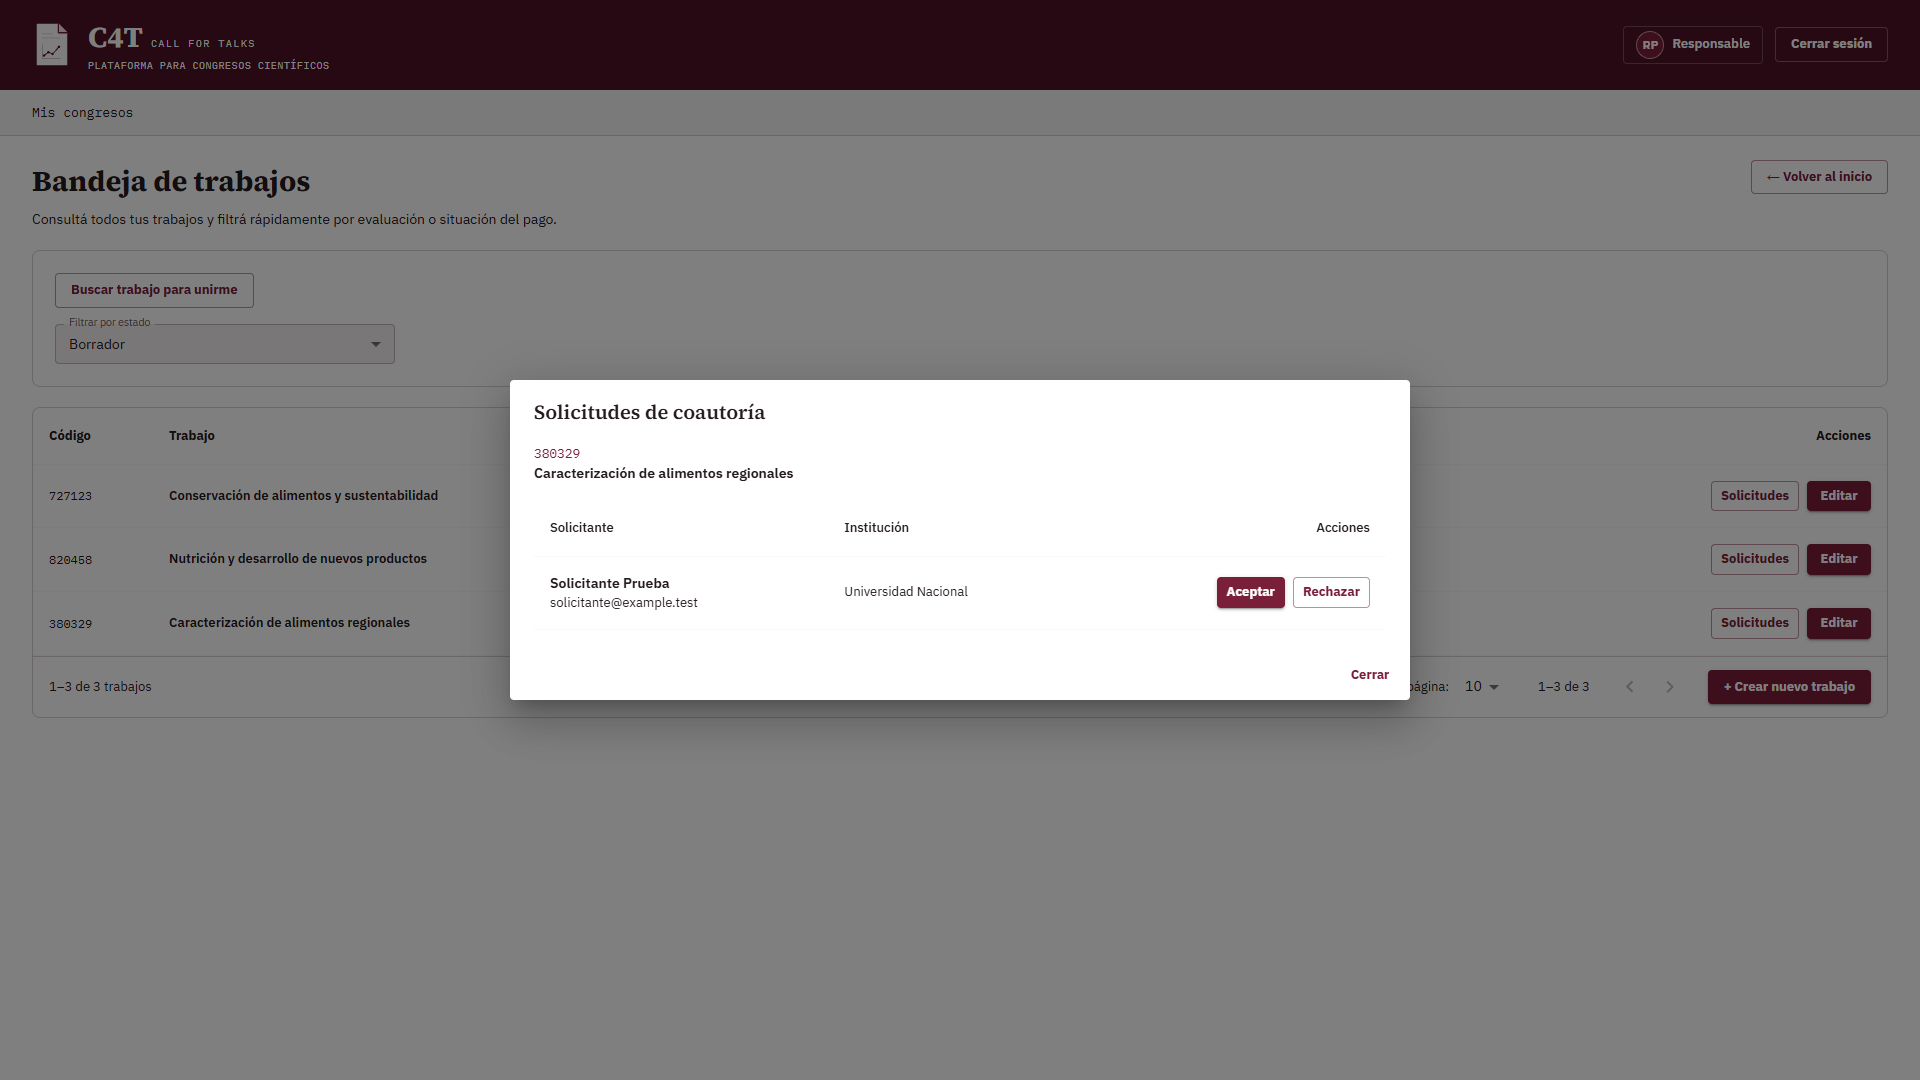 C4T CALL FOR TALKS
PLATAFORMA PARA CONGRESOS CIENTÍFICOS
RP Responsable
Cerrar sesión
Mis congresos
Bandeja de trabajos
← Volver al inicio
Consultá todos tus trabajos y filtrá rápidamente por evaluación o situación del pago.
Buscar trabajo para unirme
Filtrar por estado
Borrador
Código Trabajo Acciones
727123 Conservación de alimentos y sustentabilidad Solicitudes Editar
820458 Nutrición y desarrollo de nuevos productos Solicitudes Editar
380329 Caracterización de alimentos regionales Solicitudes Editar
1–3 de 3 trabajos página: 10 1–3 de 3 + Crear nuevo trabajo
Solicitudes de coautoría
380329
Caracterización de alimentos regionales
Solicitante Institución Acciones
Solicitante Prueba
solicitante@example.test
Universidad Nacional
Aceptar Rechazar
Cerrar